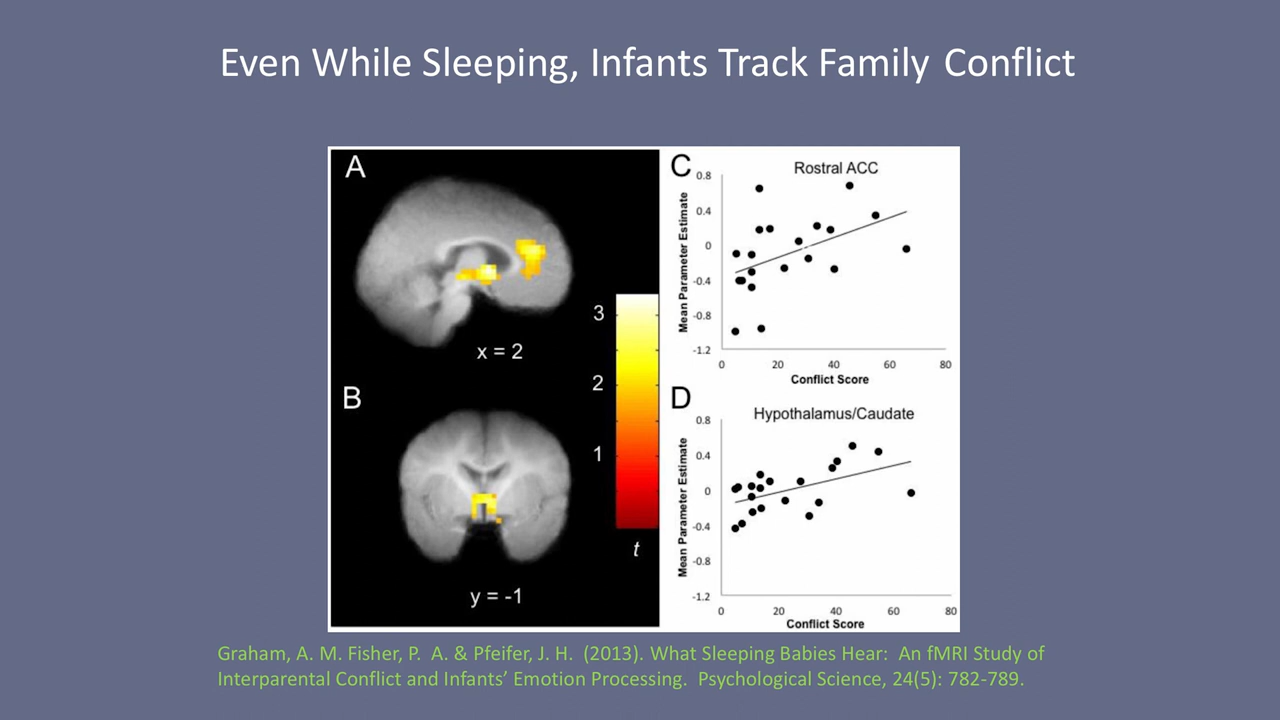 Even While Sleeping, Infants Track Family Conflict
A
x = 2
B
y = -1
3
2
1
t
C
Rostral ACC
Mean Parameter Estimate
0.8
0.4
0
-0.4
-0.8
-1.2
0 20 40 60 80
Conflict Score
D
Hypothalamus/Caudate
Mean Parameter Estimate
0.8
0.4
0
-0.4
-0.8
-1.2
0 20 40 60 80
Conflict Score
Graham, A. M. Fisher, P. A. & Pfeifer, J. H. (2013). What Sleeping Babies Hear: An fMRI Study of
Interparental Conflict and Infants’ Emotion Processing. Psychological Science, 24(5): 782-789.